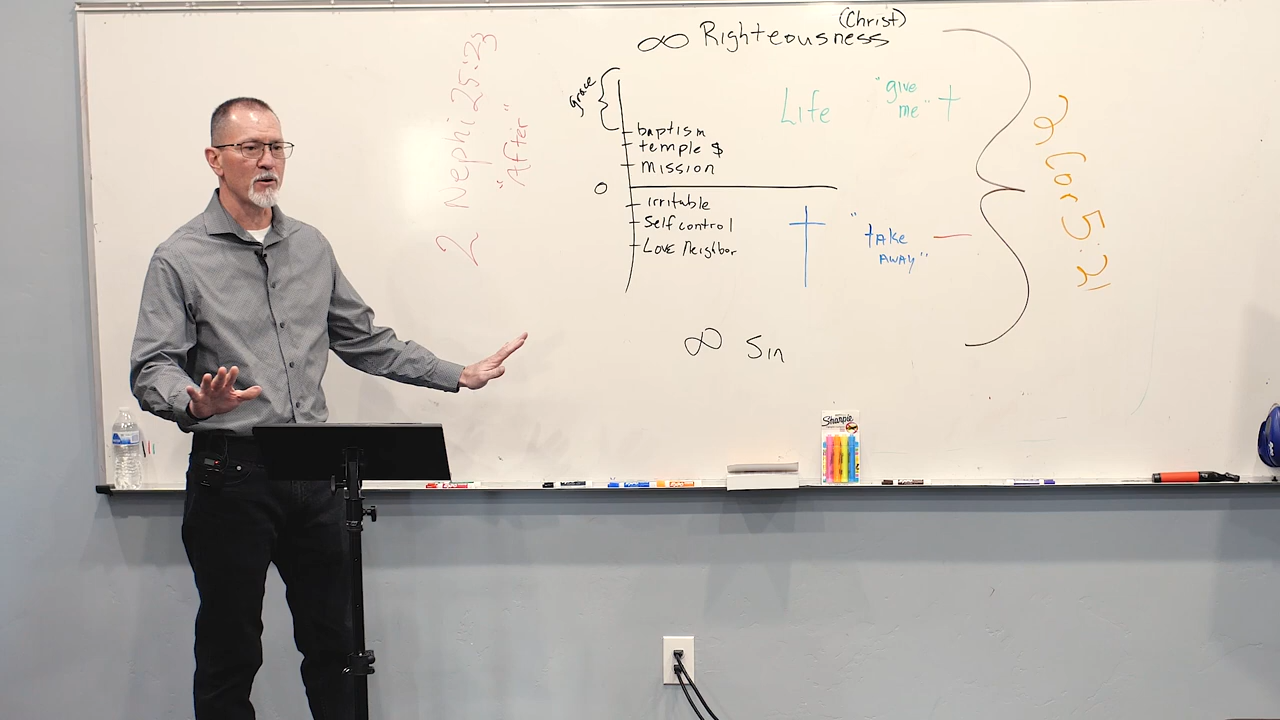 2 Nephi 25:23
"After"
(Christ)
∞ Righteousness
Grace
baptism
temple $
mission
0
irritable
Self control
Love Neighbor
Life
"give
me" +
"tAke
AWAY" —
∞ Sin
2 Cor 5:21
Sharpie